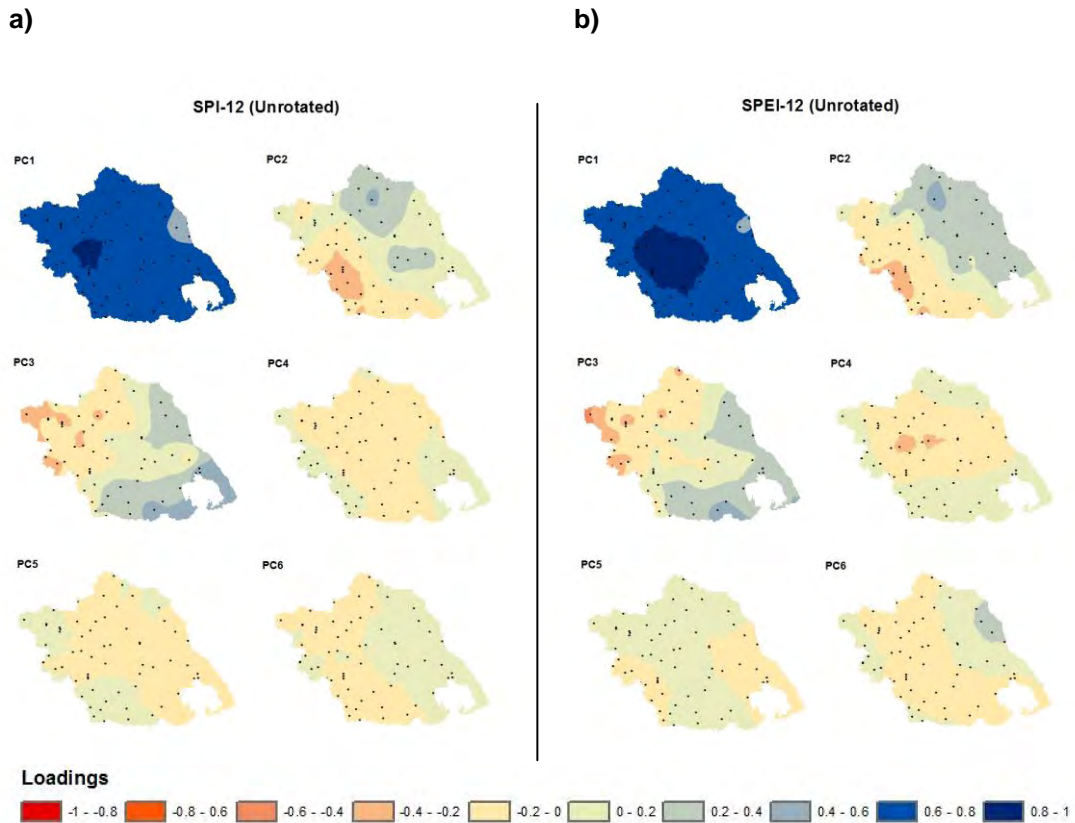 a) b)
SPI-12 (Unrotated) SPEI-12 (Unrotated)
PC1 PC2 PC1 PC2
PC3 PC4 PC3 PC4
PC5 PC6 PC5 PC6
Loadings
-1 - -0.8 -0.8 - 0.6 -0.6 - -0.4 -0.4 - -0.2 -0.2 - 0 0 - 0.2 0.2 - 0.4 0.4 - 0.6 0.6 - 0.8 0.8 - 1